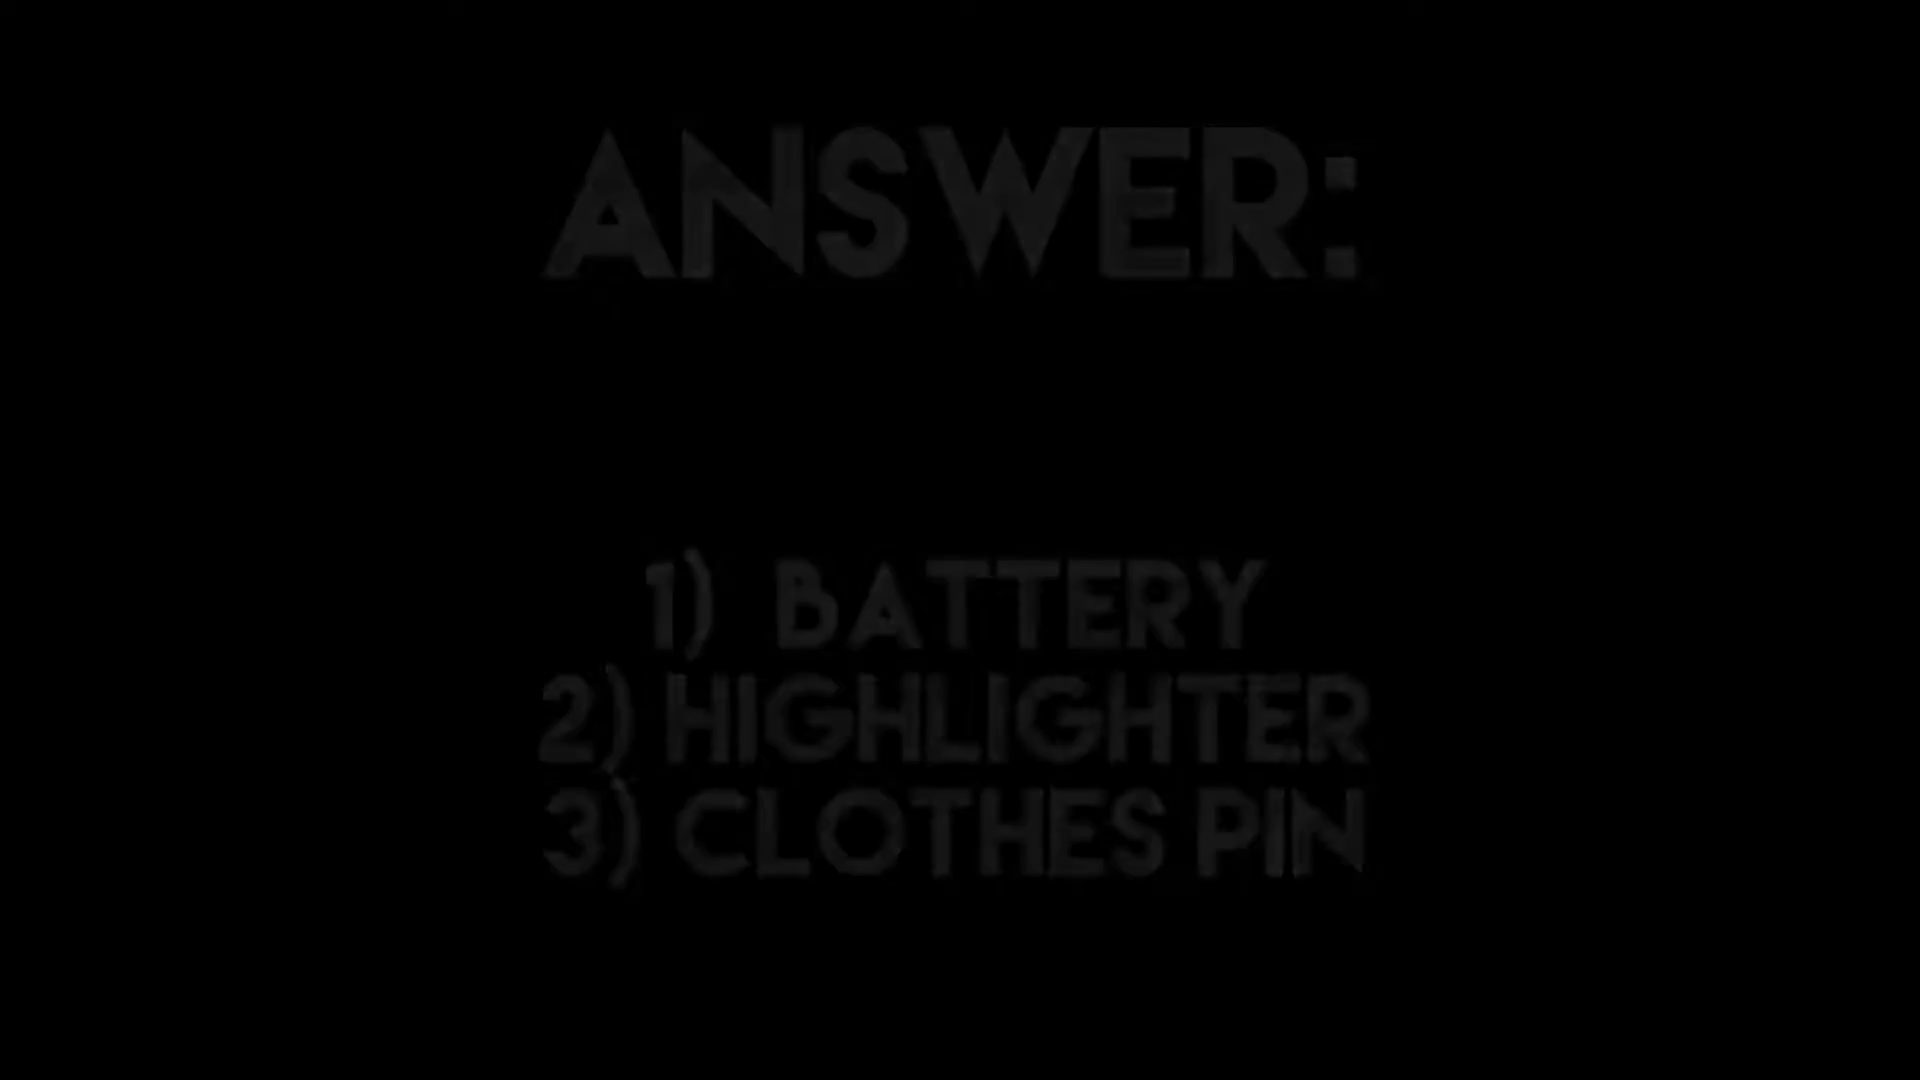 ANSWER:
1) BATTERY
2) HIGHLIGHTER
3) CLOTHES PIN